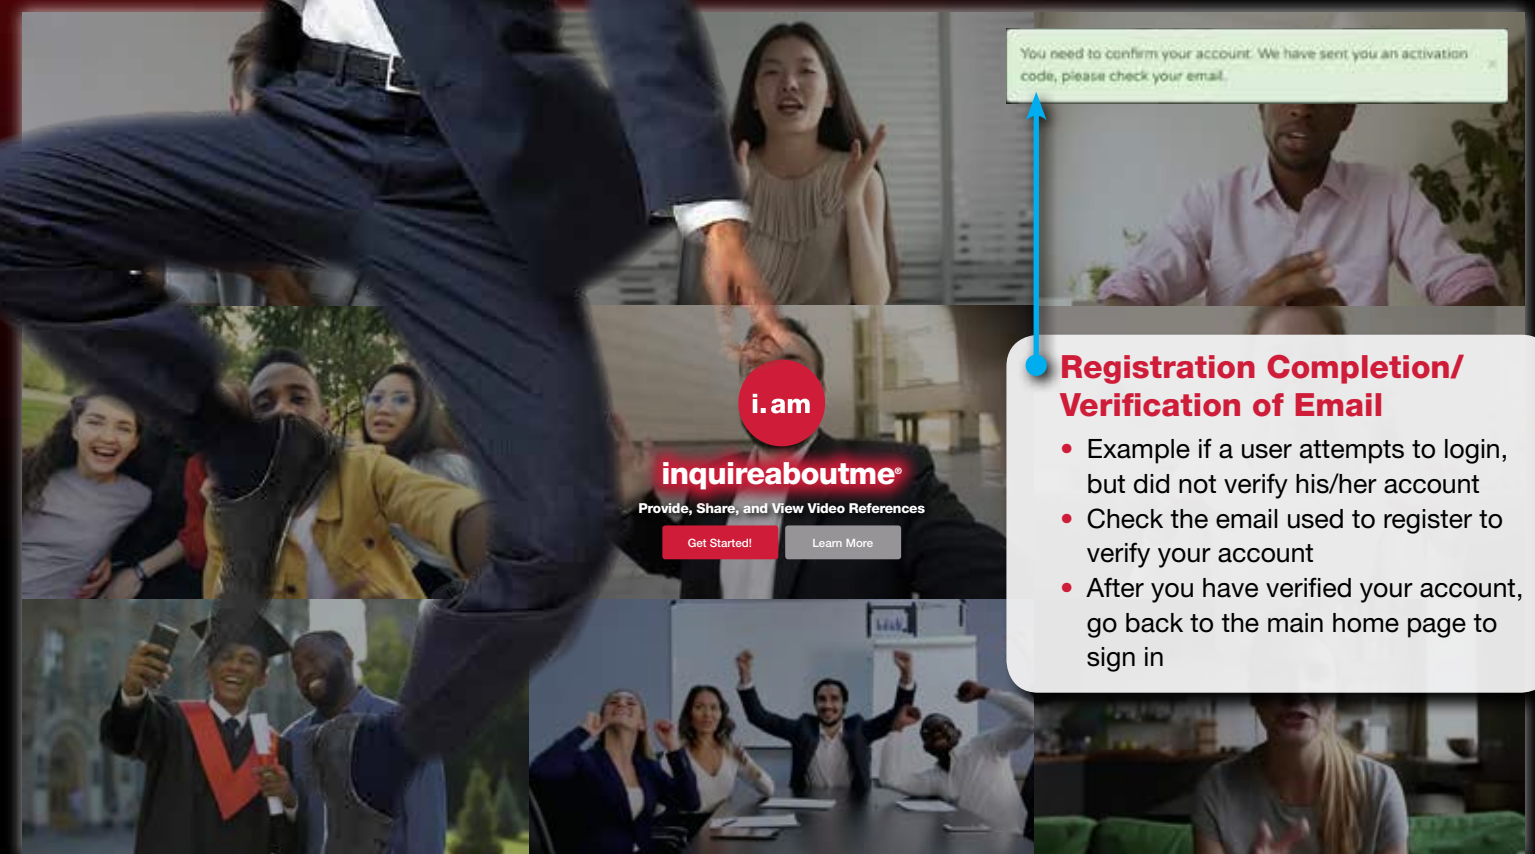 You need to confirm your account. We have sent you an activation
code, please check your email.
×
i.am
inquireaboutme®
Provide, Share, and View Video References
Get Started!
Learn More
Registration Completion/
Verification of Email
• Example if a user attempts to login,
but did not verify his/her account
• Check the email used to register to
verify your account
• After you have verified your account,
go back to the main home page to
sign in